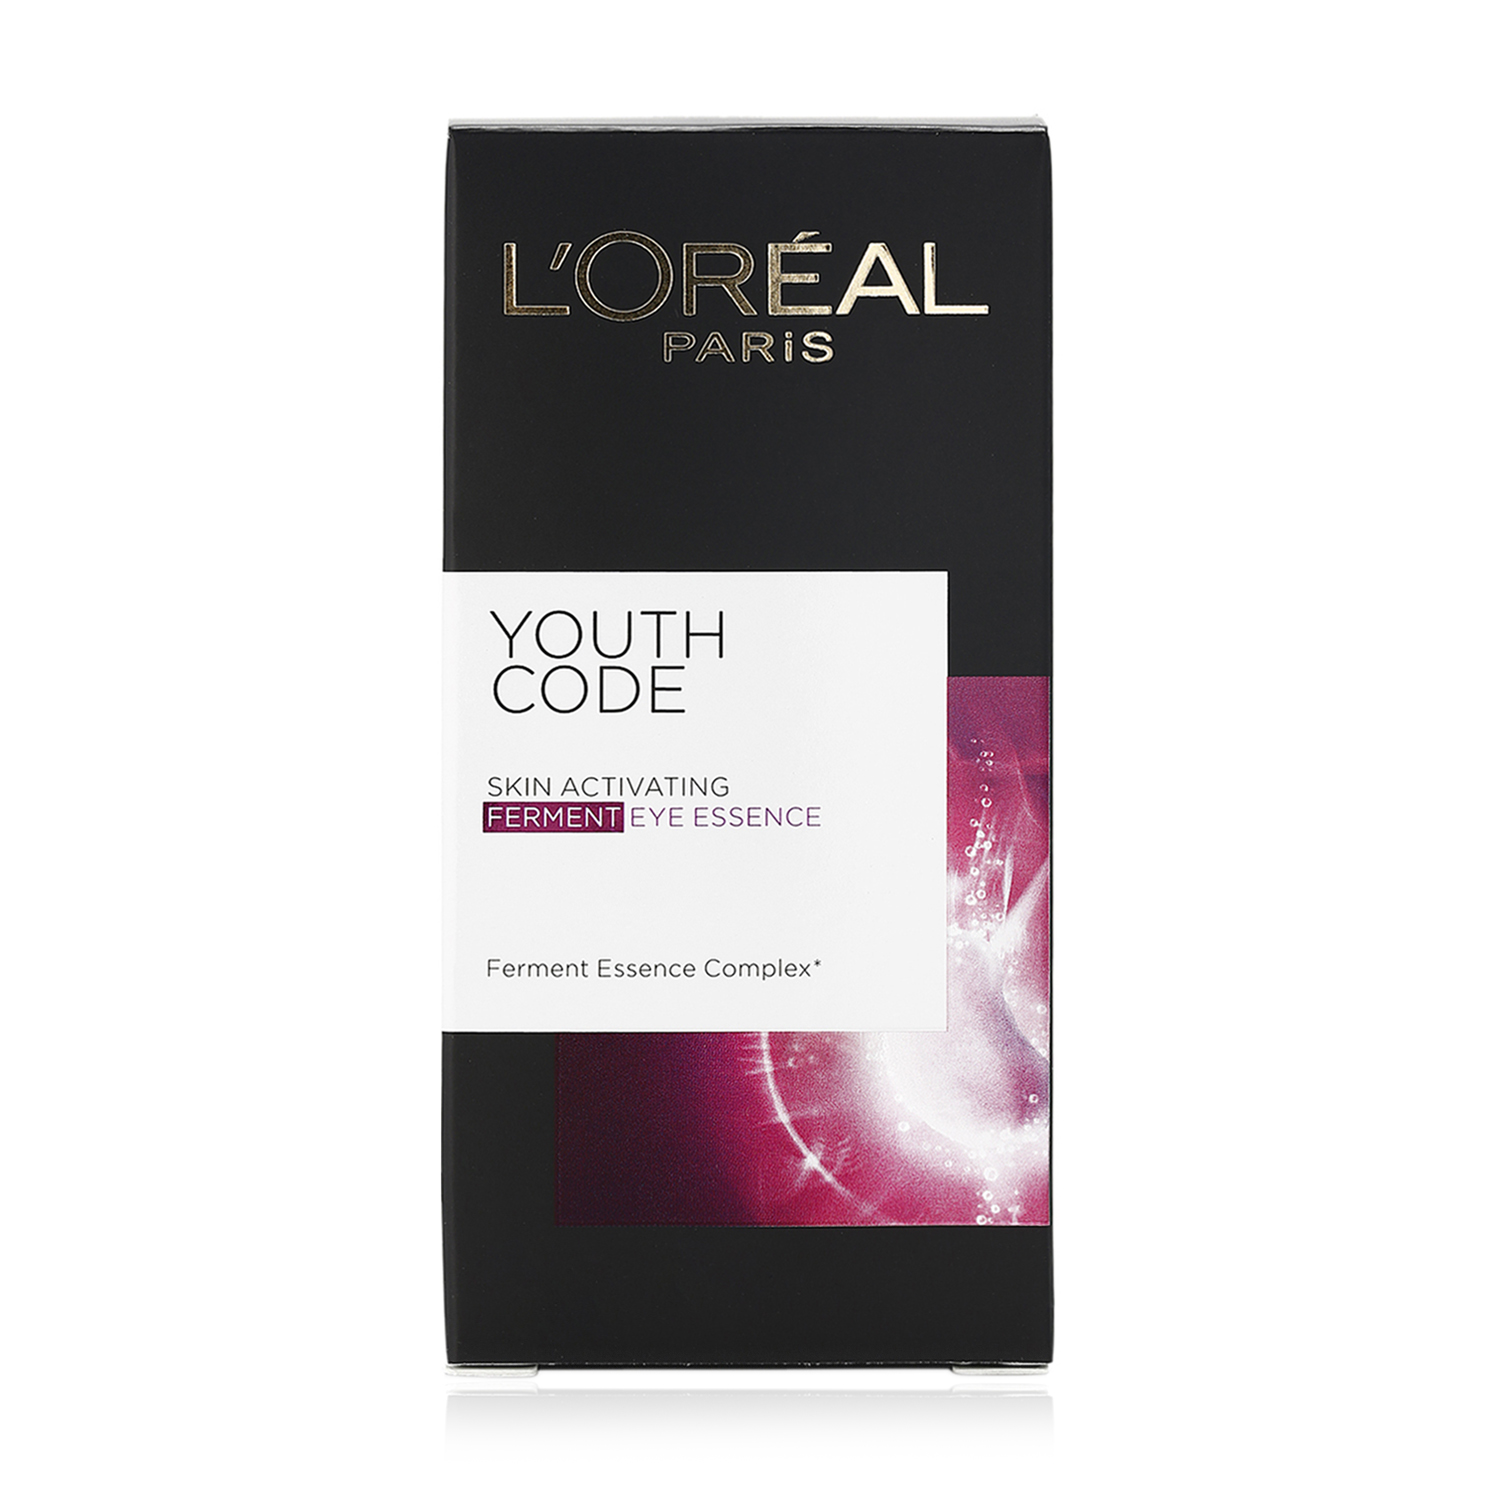 L'ORÉAL
PARiS
YOUTH
CODE
SKIN ACTIVATING
FERMENT EYE ESSENCE
Ferment Essence Complex*